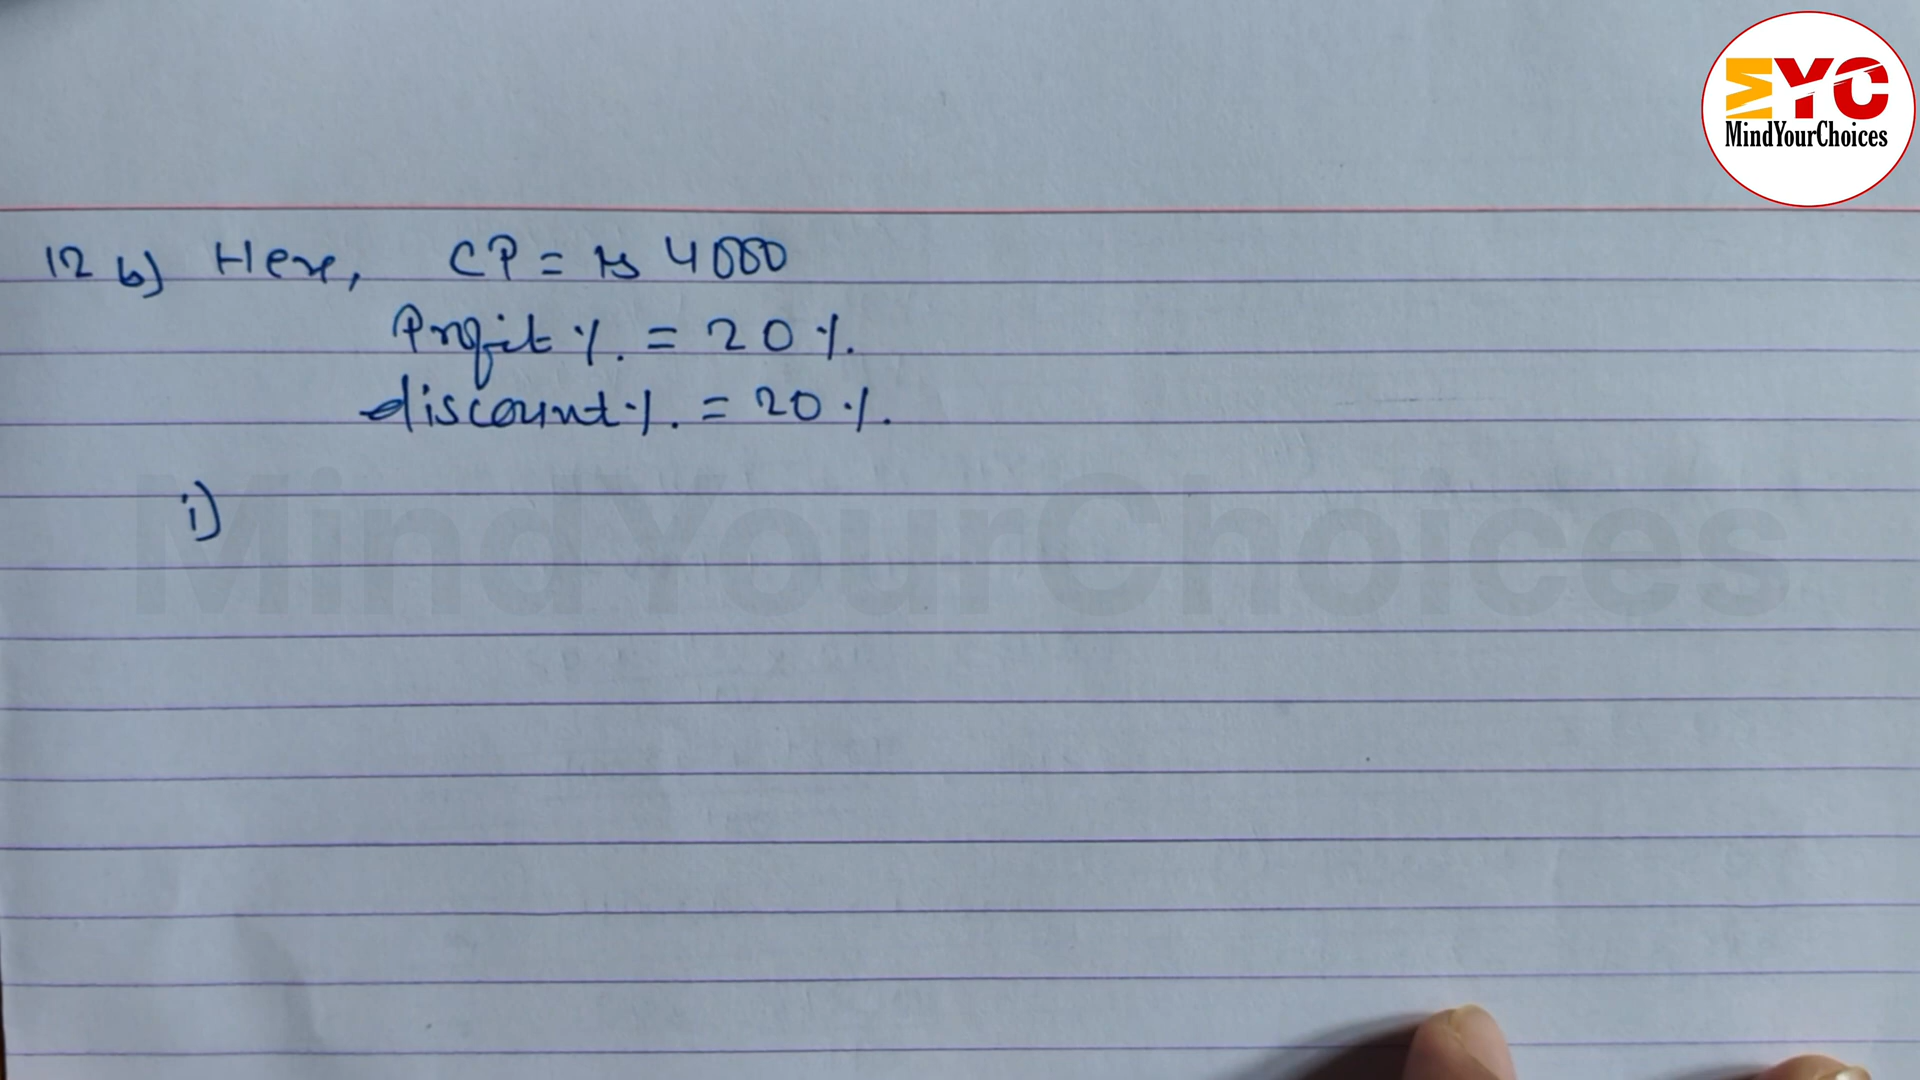 MYC
MindYourChoices
12 b) Here, CP = Rs 4000
Profit % = 20 %.
discount % = 20 %.
i)
MindYourChoices